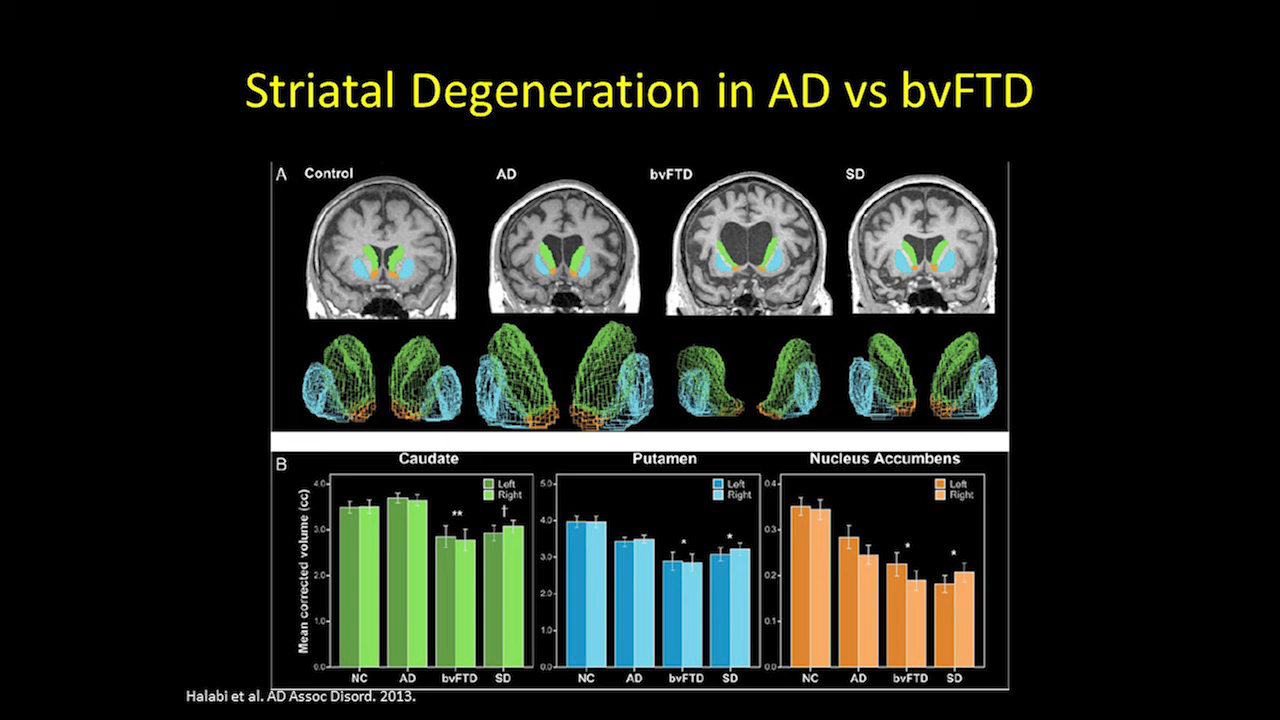 Striatal Degeneration in AD vs bvFTD
A Control AD bvFTD SD
B Caudate Putamen Nucleus Accumbens
Mean corrected volume (cc)
4.0
3.0
2.0
1.0
0.0
Left
Right
**
†
NC AD bvFTD SD
5.0
4.0
3.0
2.0
1.0
0.0
Left
Right
*
*
NC AD bvFTD SD
0.4
0.3
0.2
0.1
0.0
Left
Right
*
*
NC AD bvFTD SD
Halabi et al. AD Assoc Disord. 2013.